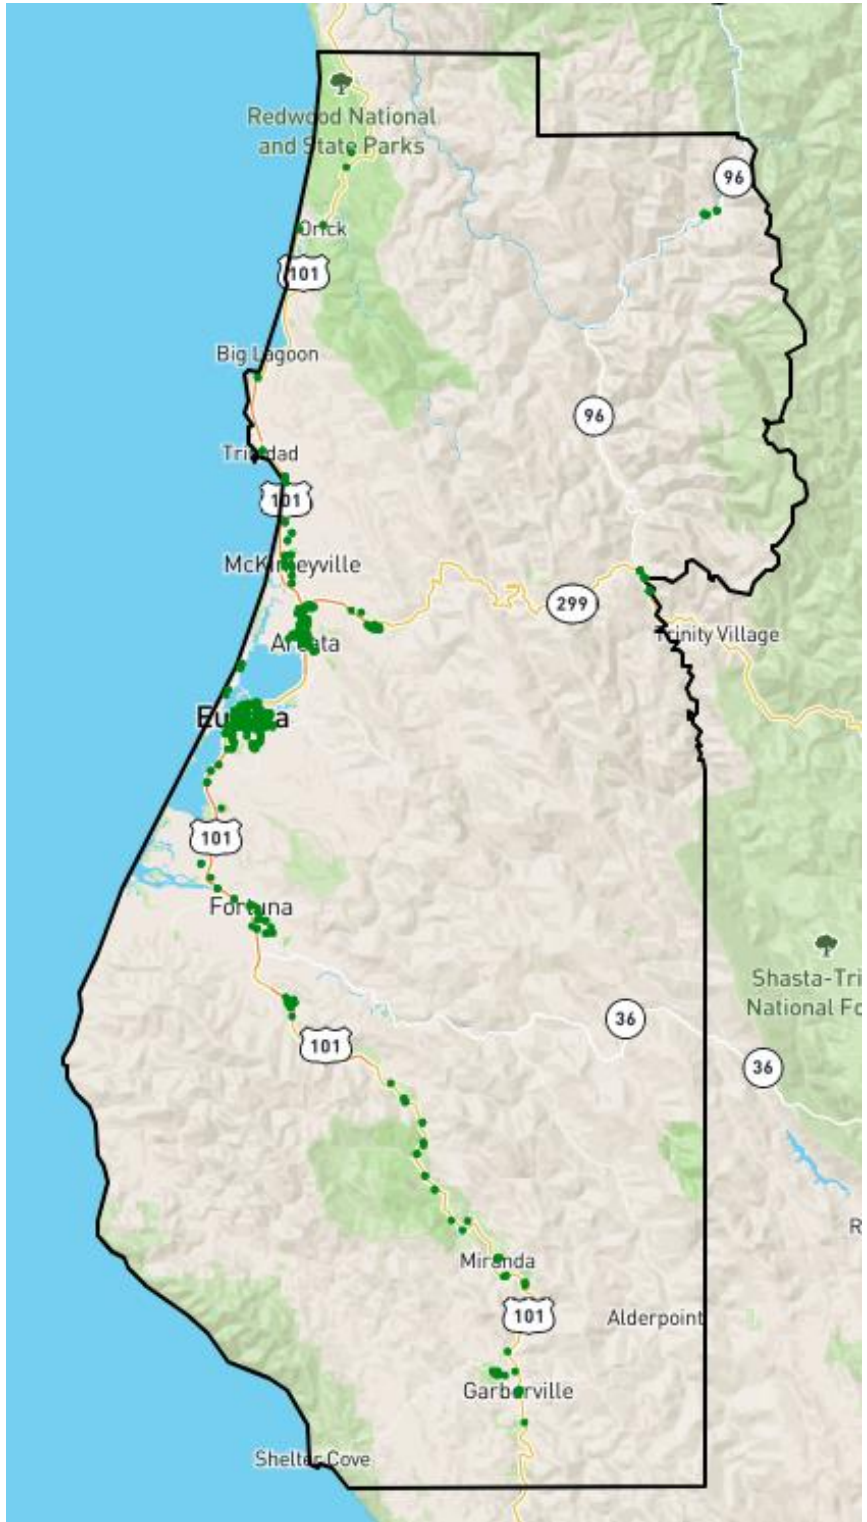 Redwood National
and State Parks
96
Orick
101
Big Lagoon
96
Trinidad
101
McKinleyville
299
Arcata
Trinity Village
Eureka
101
Fortuna
Shasta-Tri
National Fo
36
101
36
R
Miranda
101
Alderpoint
Garberville
Shelter Cove